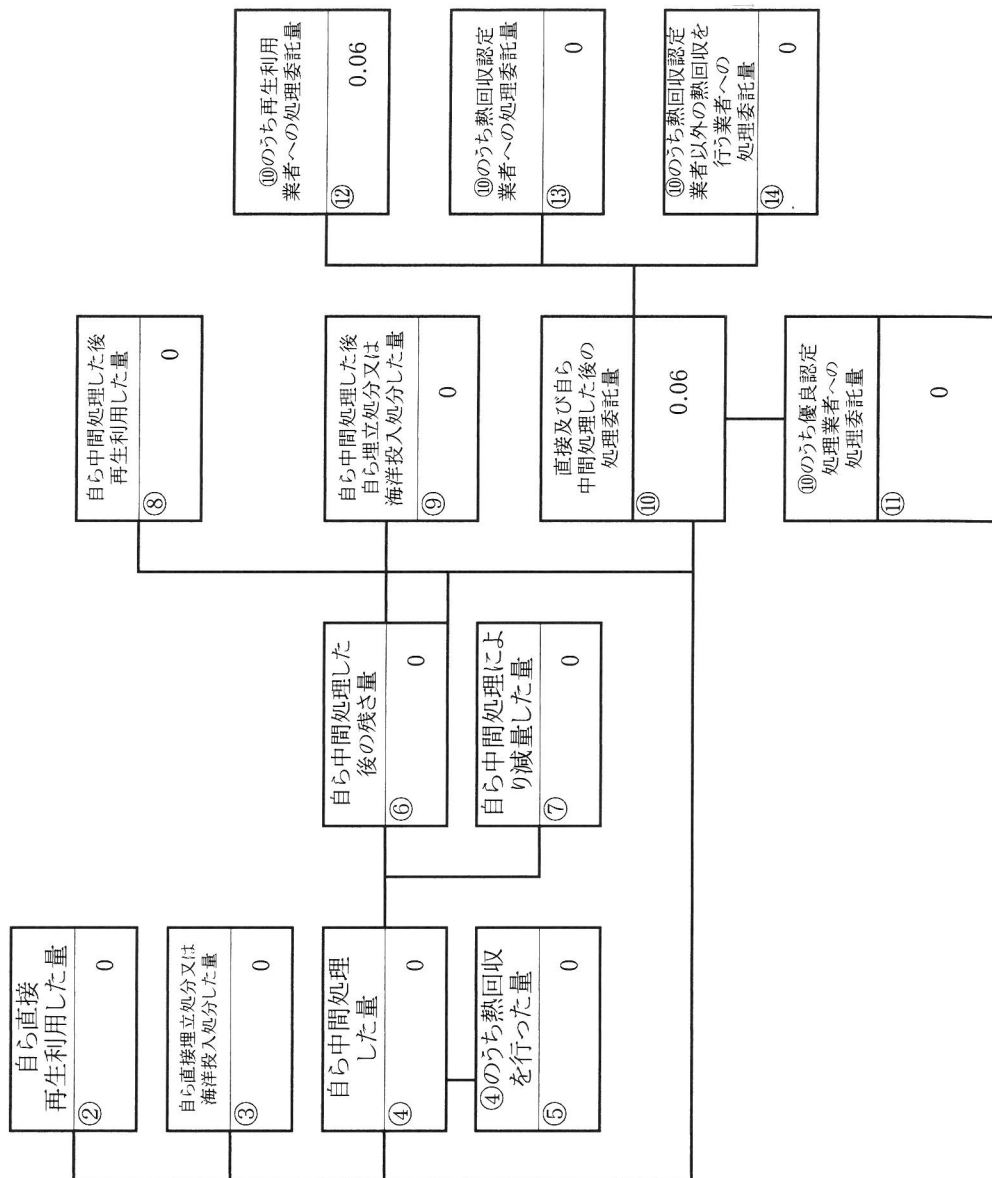 自ら直接
再生利用した量
②
0
自ら直接埋立処分又は
海洋投入処分した量
③
0
自ら中間処理
した量
④
0
④のうち熱回収
を行った量
⑤
0
自ら中間処理した
後の残さ量
⑥
0
自ら中間処理によ
り減量した量
⑦
0
自ら中間処理した後
再生利用した量
⑧
0
自ら中間処理した後
自ら埋立処分又は
海洋投入処分した量
⑨
0
直接及び自ら
中間処理した後の
処理委託量
⑩
0.06
⑩のうち優良認定
処理業者への
処理委託量
⑪
0
⑩のうち再生利用
業者への処理委託量
⑫
0.06
⑩のうち熱回収認定
業者への処理委託量
⑬
0
⑩のうち熱回収認定
業者以外の熱回収を
行う業者への
処理委託量
⑭
0